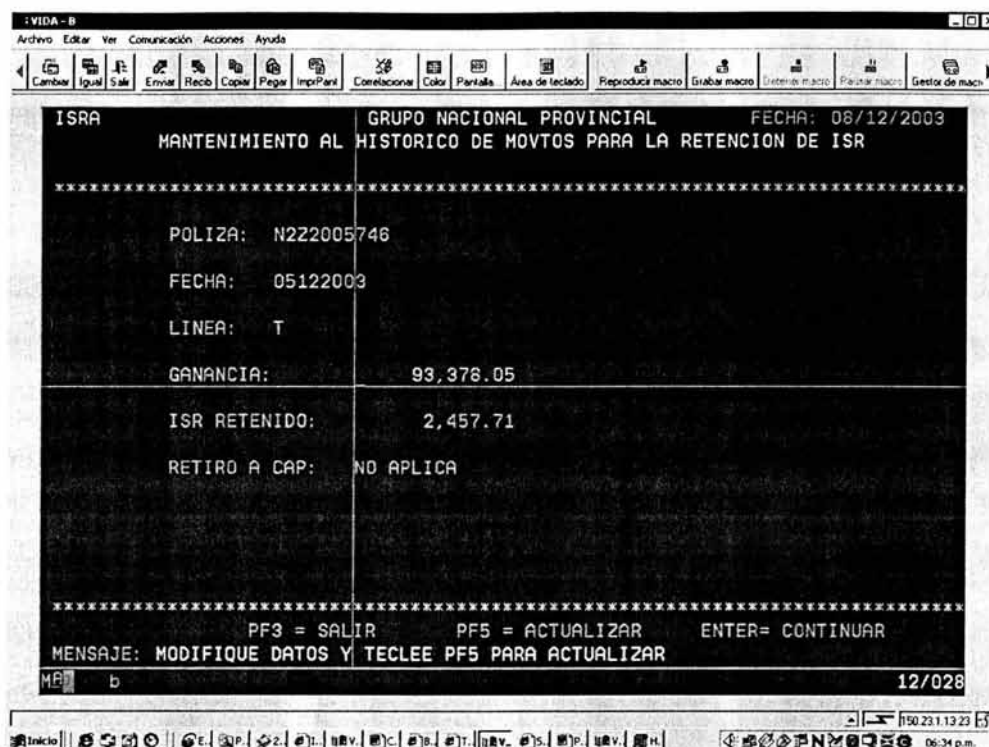 : VIDA - B
Archivo Editar Ver Comunicación Acciones Ayuda
Cambiar Igual Salir Enviar Recib Copiar Pegar ImprPant Correlacionar Color Pantalla Área de teclado Reproducir macro Grabar macro Detener macro Pausar macro Gestor de macr
ISRA GRUPO NACIONAL PROVINCIAL FECHA: 08/12/2003
MANTENIMIENTO AL HISTORICO DE MOVTOS PARA LA RETENCION DE ISR
POLIZA: N2Z2005746
FECHA: 05122003
LINEA: T
GANANCIA: 93,378.05
ISR RETENIDO: 2,457.71
RETIRO A CAP: NO APLICA
PF3 = SALIR PF5 = ACTUALIZAR ENTER= CONTINUAR
MENSAJE: MODIFIQUE DATOS Y TECLEE PF5 PARA ACTUALIZAR
b 12/028
150.23.1.13 23
Inicio 06:34 p.m.